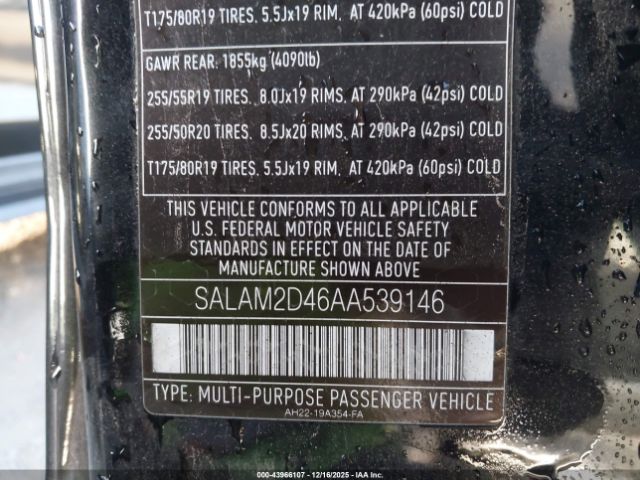 T175/80R19 TIRES. 5.5Jx19 RIM, AT 420kPa (60psi) COLD
GAWR REAR: 1855kg (4090lb)
255/55R19 TIRES. 8.0Jx19 RIMS, AT 290kPa (42psi) COLD
255/50R20 TIRES. 8.5Jx20 RIMS, AT 290kPa (42psi) COLD
T175/80R19 TIRES. 5.5Jx19 RIM, AT 420kPa (60psi) COLD
THIS VEHICLE CONFORMS TO ALL APPLICABLE
U.S. FEDERAL MOTOR VEHICLE SAFETY
STANDARDS IN EFFECT ON THE DATE OF
MANUFACTURE SHOWN ABOVE
SALAM2D46AA539146
TYPE: MULTI-PURPOSE PASSENGER VEHICLE
AH22-19A354-FA
000-43966107 - 12/16/2025 - IAAI.COM